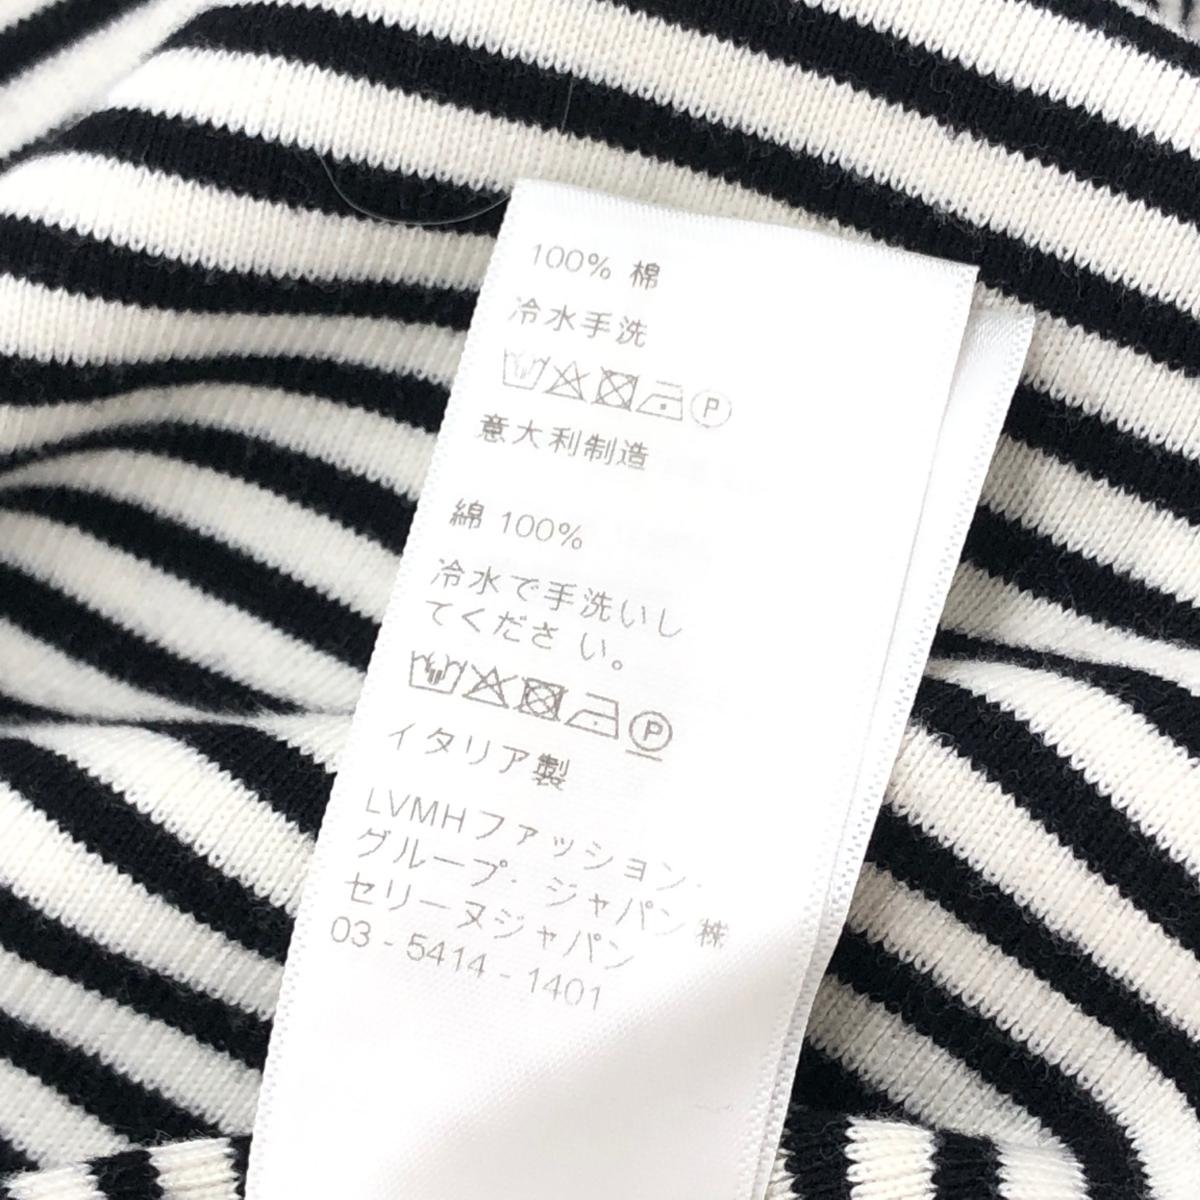 100% 棉
冷水手洗
P
意大利制造
綿 100%
冷水で手洗いし
てください。
P
イタリア製
LVMHファッション・
グループ・ジャパン 株
セリーヌジャパン
03 - 5414 - 1401